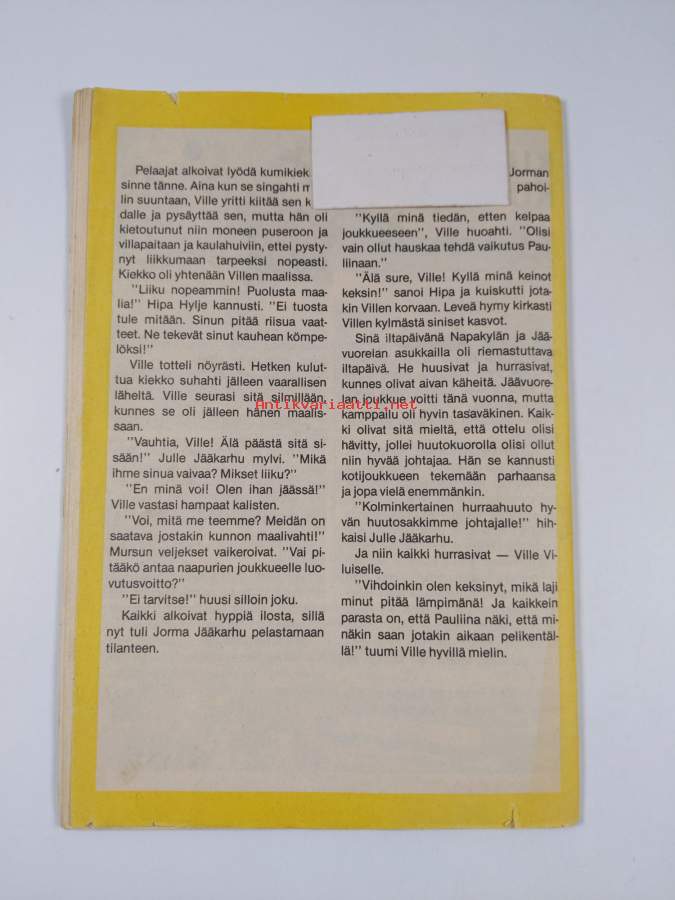 Pelaajat alkoivat lyödä
sinne tänne. Aina kun se singahti
lin suuntaan, Ville yritti kiitää sen
dalle ja pysäyttää sen, mutta hän oli
kietoutunut niin moneen puseroon ja
villapaitaan ja kaulahuiviin, ettei pysty-
nyt liikkumaan tarpeeksi nopeasti.
Kiekko oli yhtenään Villen maalissa.
"Liiku nopeammin! Puolusta maa-
lia!" Hipa Hylje kannusti. "Ei tuosta
tule mitään. Sinun pitää riisua vaat-
teet. Ne tekevät sinut kauhean kömpe-
löksi!"
Ville totteli nöyrästi. Hetken kulut-
tua kiekko suhahti jälleen vaarallisen
läheltä. Ville seurasi sitä silmillään,
kunnes se oli jälleen hänen maalis-
saan.
"Vauhtia, Ville! Älä päästä sitä si-
sään!" Julle Jääkarhu mylvi. "Mikä
ihme sinua vaivaa? Mikset liiku?"
"En minä voi! Olen ihan jäässä!"
Ville vastasi hampaat kalisten.
"Voi, mitä me teemme? Meidän on
saatava jostakin kunnon maalivahti!"
Mursun veljekset vaikeroivat. "Vai pi-
tääkö antaa naapurien joukkueelle luo-
vutusvoitto?"
"Ei tarvitse!" huusi silloin joku.
Kaikki alkoivat hyppiä ilosta, sillä
nyt tuli Jorma Jääkarhu pelastamaan
tilanteen.
Jorman
pahoi-
"Kyllä minä tiedän, etten kelpaa
joukkueeseen", Ville huoahti. "Olisi
vain ollut hauskaa tehdä vaikutus Pau-
liinaan."
"Älä sure, Ville! Kyllä minä keinot
keksin!" sanoi Hipa ja kuiskutti jota-
kin Villen korvaan. Leveä hymy kirkasti
Villen kylmästä siniset kasvot.
Sinä iltapäivänä Napakylän ja Jää-
vuoreian asukkailla oli riemastuttava
iltapäivä. He huusivat ja hurrasivat,
kunnes olivat aivan käheitä. Jäävuore-
lan joukkue voitti tänä vuonna, mutta
kamppailu oli hyvin tasaväkinen. Kaik-
ki olivat sitä mieltä, että ottelu olisi
hävitty, jollei huutokuorolla olisi ollut
niin hyvää johtajaa. Hän se kannusti
kotijoukkueen tekemään parhaansa
ja jopa vielä enemmänkin.
"Kolminkertainen hurraahuuto hy-
vän huutosakkimme johtajalle!" hih-
kaisi Julle Jääkarhu.
Ja niin kaikki hurrasivat — Ville Vi-
luiselle.
"Vihdoinkin olen keksinyt, mikä laji
minut pitää lämpimänä! Ja kaikkein
parasta on, että Pauliina näki, että mi-
näkin saan jotakin aikaan pelikentäl-
lä!" tuumi Ville hyvillä mielin.
Antikvariaatti.net